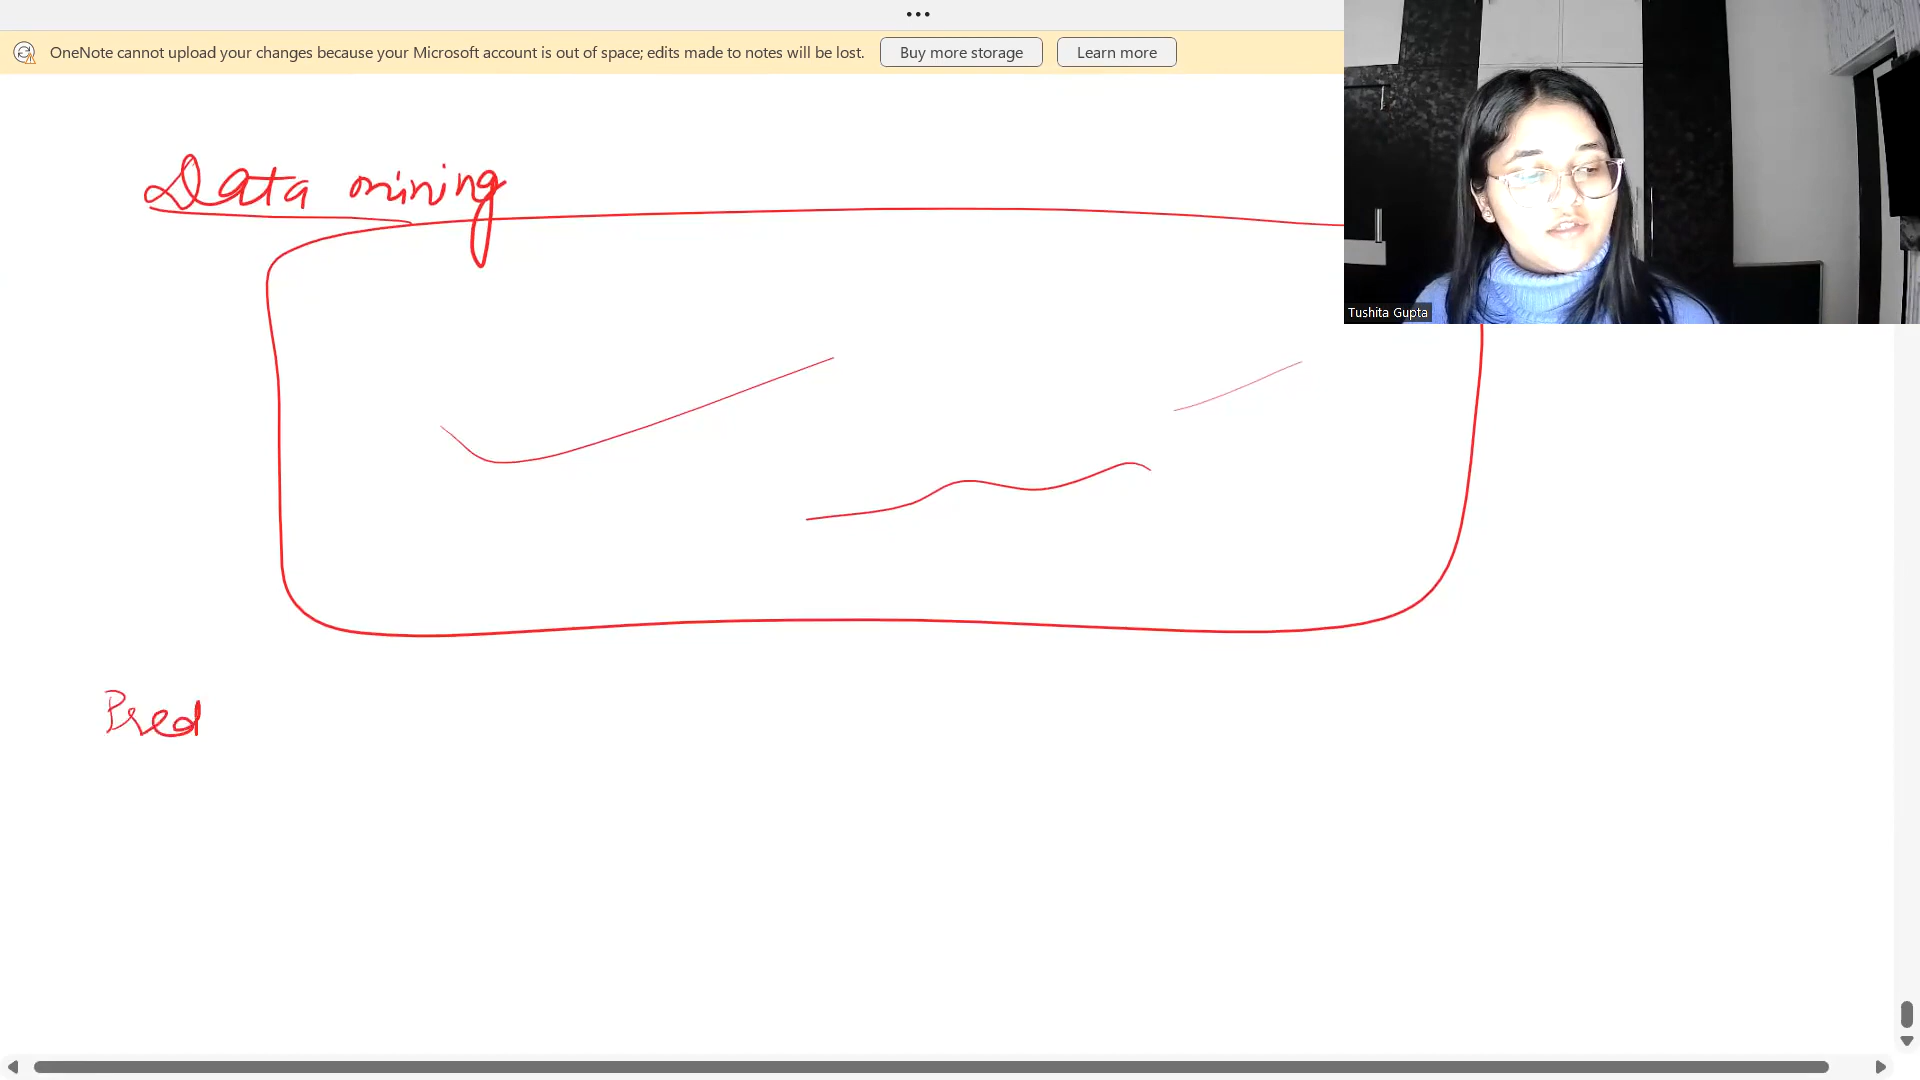 OneNote cannot upload your changes because your Microsoft account is out of space; edits made to notes will be lost. Buy more storage Learn more
Data mining
Tushita Gupta
Pred